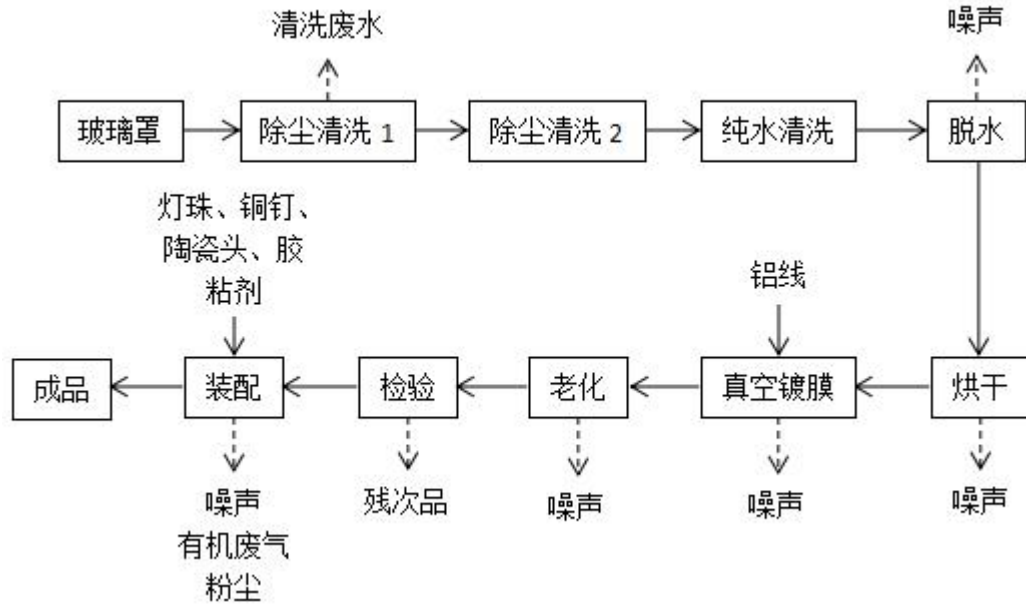 清洗废水
噪声
玻璃罩
除尘清洗 1
除尘清洗 2
纯水清洗
脱水
灯珠、铜钉、
陶瓷头、胶
粘剂
铝线
成品
装配
检验
老化
真空镀膜
烘干
噪声
有机废气
粉尘
残次品
噪声
噪声
噪声